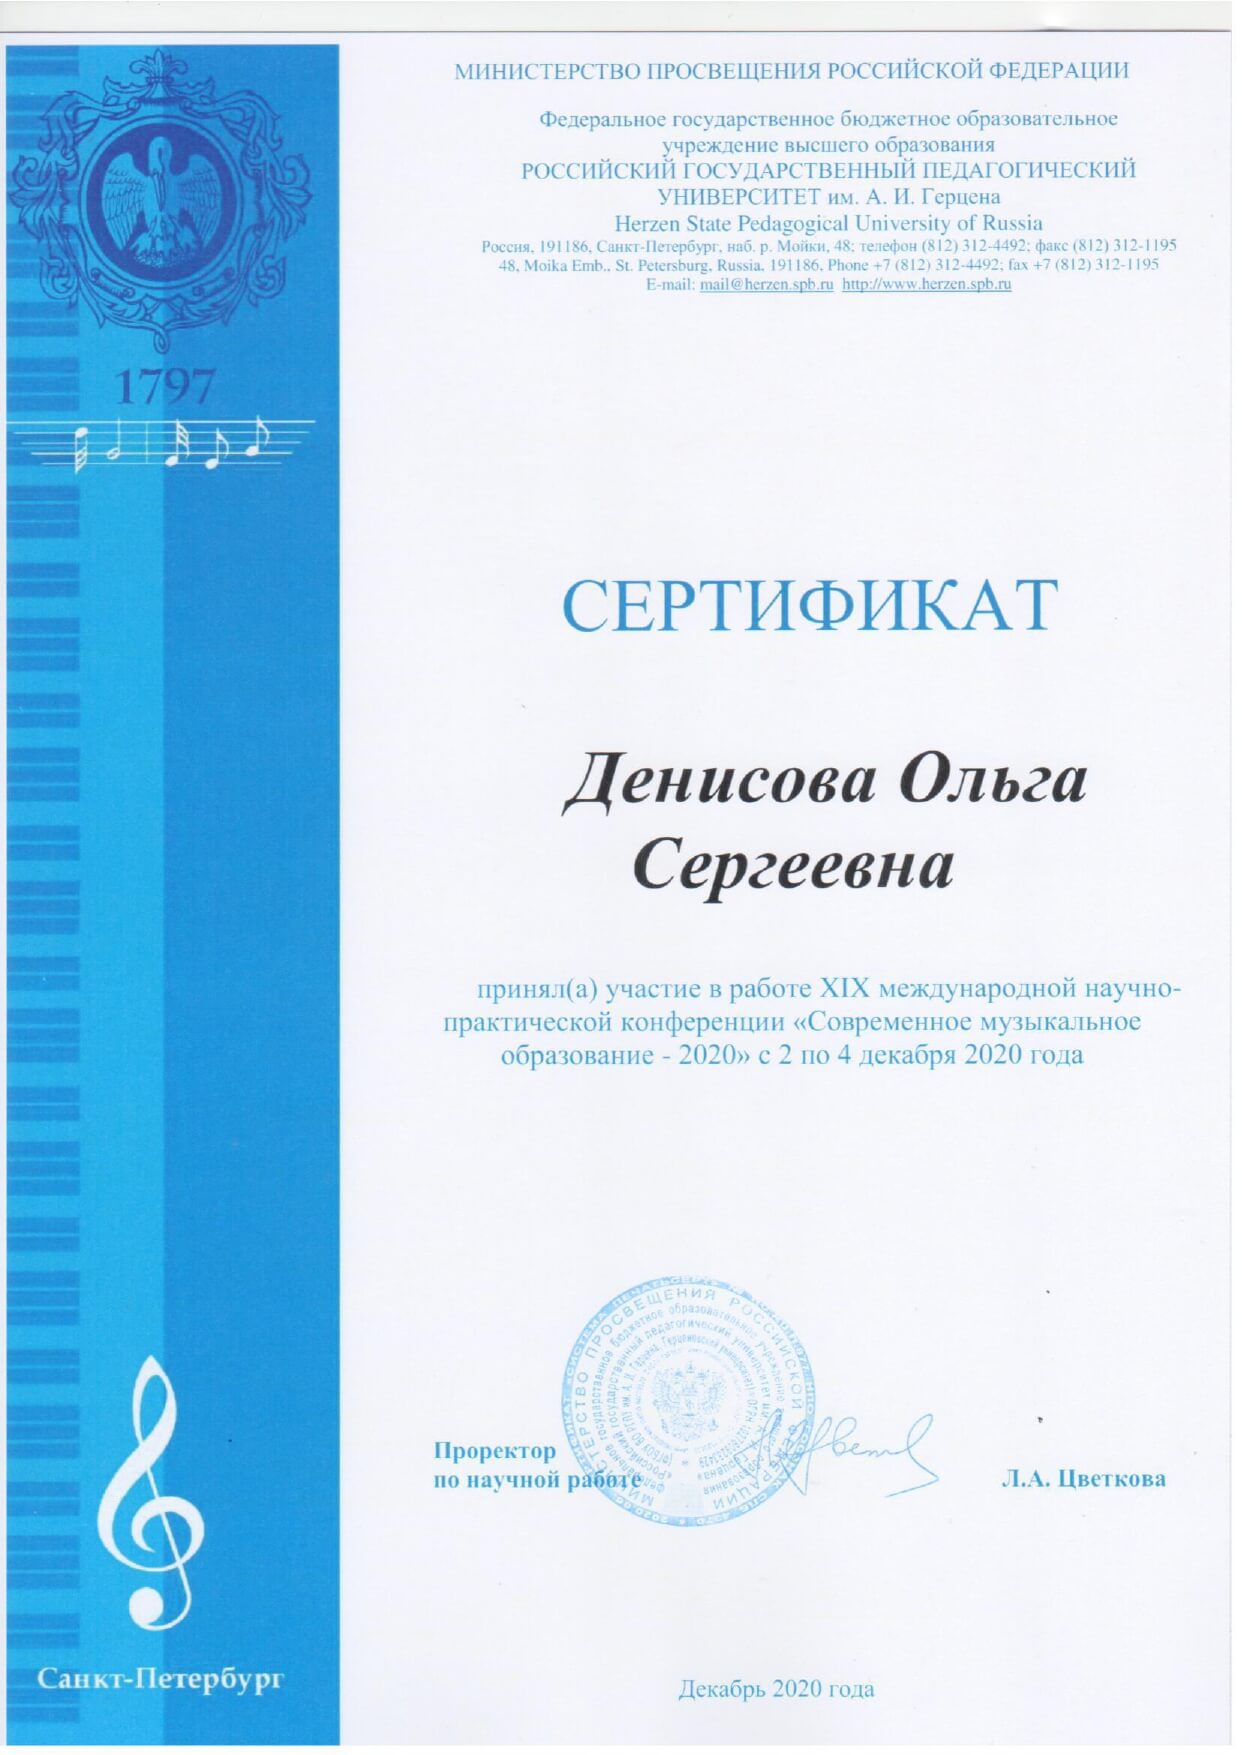 МИНИСТЕРСТВО ПРОСВЕЩЕНИЯ РОССИЙСКОЙ ФЕДЕРАЦИИ
Федеральное государственное бюджетное образовательное
учреждение высшего образования
РОССИЙСКИЙ ГОСУДАРСТВЕННЫЙ ПЕДАГОГИЧЕСКИЙ
УНИВЕРСИТЕТ им. А. И. Герцена
Herzen State Pedagogical University of Russia
Россия, 191186, Санкт-Петербург, наб. р. Мойки, 48; телефон (812) 312-4492; факс (812) 312-1195
48, Moika Emb., St. Petersburg, Russia, 191186, Phone +7 (812) 312-4492; fax +7 (812) 312-1195
E-mail: mail@herzen.spb.ru http://www.herzen.spb.ru
1797
СЕРТИФИКАТ
Денисова Ольга
Сергеевна
принял(а) участие в работе XIX международной научно-
практической конференции «Современное музыкальное
образование - 2020» с 2 по 4 декабря 2020 года
МИНИСТЕРСТВО ПРОСВЕЩЕНИЯ РОССИЙСКОЙ ФЕДЕРАЦИИ
Проректор
по научной работе
Л.А. Цветкова
Санкт-Петербург
Декабрь 2020 года